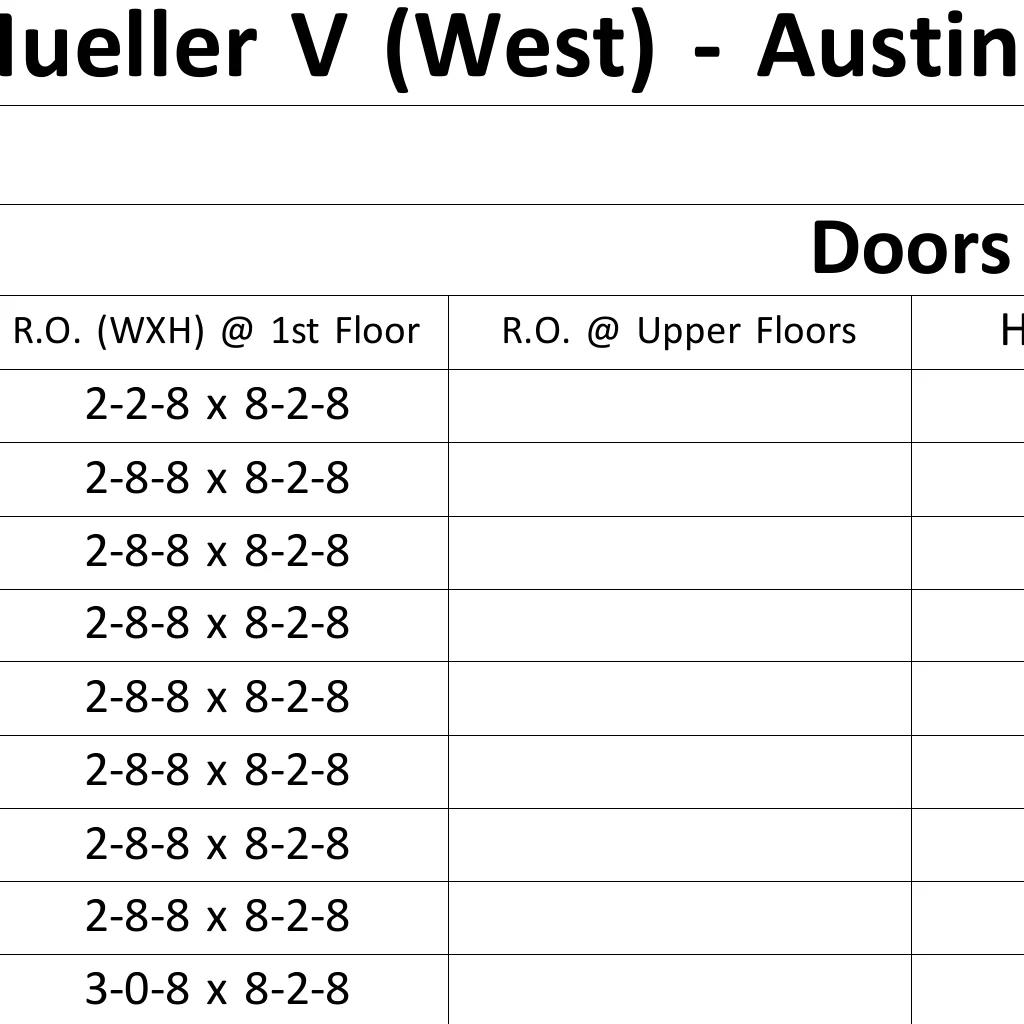 ueller V (West) - Austin
Doors
R.O. (WXH) @ 1st Floor R.O. @ Upper Floors H
2-2-8 x 8-2-8
2-8-8 x 8-2-8
2-8-8 x 8-2-8
2-8-8 x 8-2-8
2-8-8 x 8-2-8
2-8-8 x 8-2-8
2-8-8 x 8-2-8
2-8-8 x 8-2-8
3-0-8 x 8-2-8